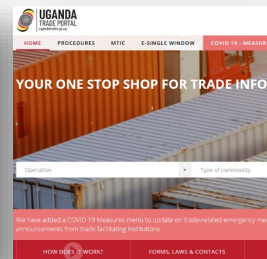 UGANDA
TRADE PORTAL
HOME PROCEDURES MTIC E-SINGLE WINDOW COVID 19 - MEASUR
YOUR ONE STOP SHOP FOR TRADE INFO
Operation Type of commodity
We have added a COVID 19 Measures menu to update on trade-related emergency me
announcements from trade facilitating institutions.
HOW DOES IT WORK? FORMS, LAWS & CONTACTS